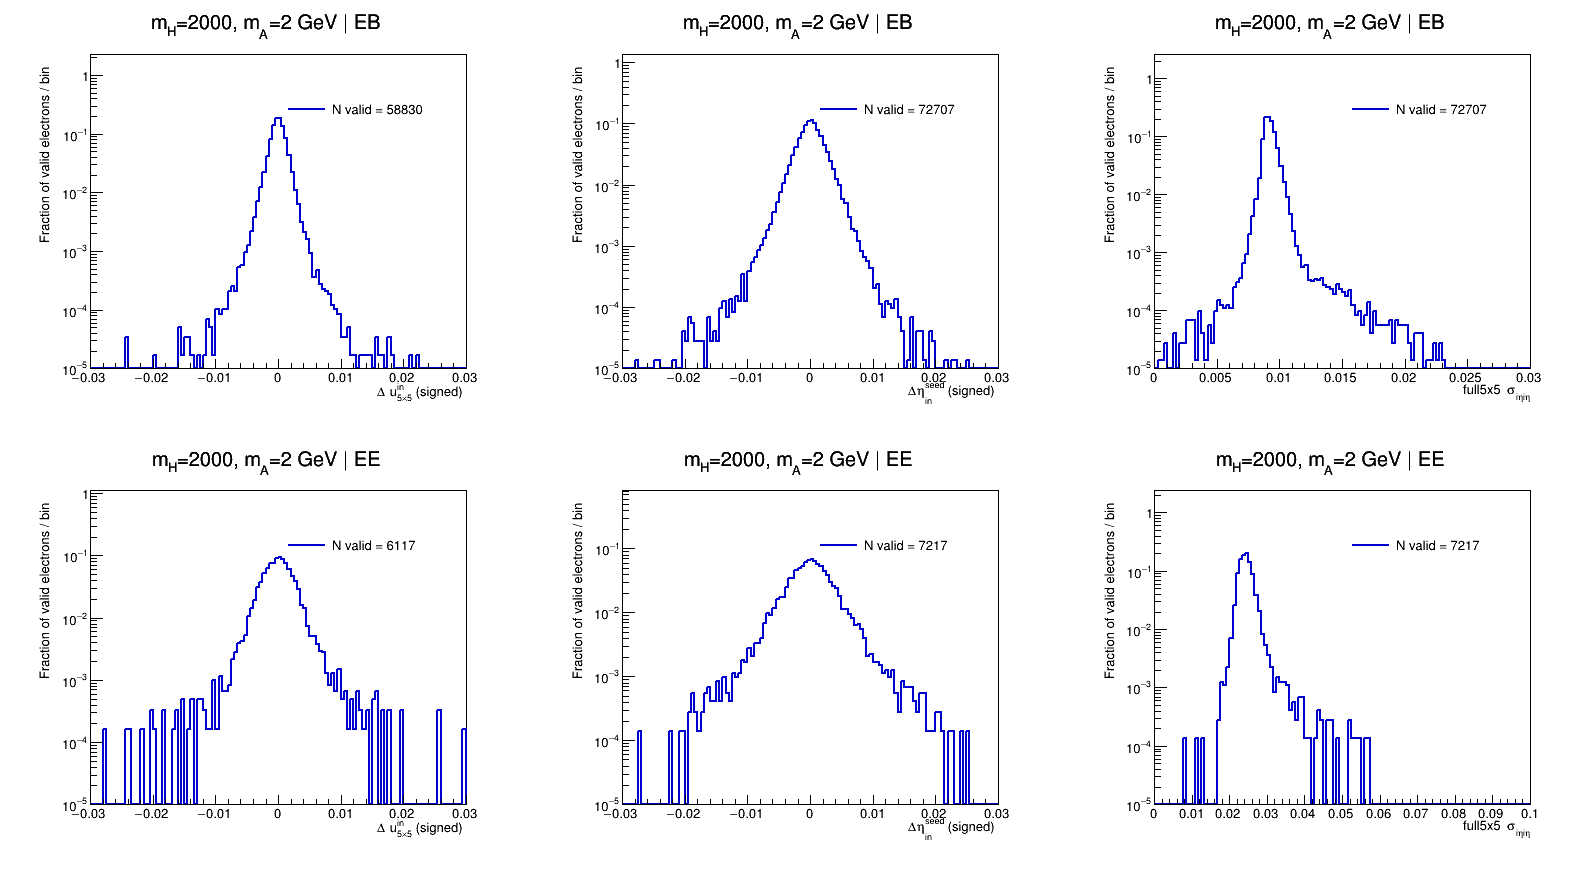 m_H=2000, m_A=2 GeV | EB
Fraction of valid electrons / bin
N valid = 58830
1
10⁻¹
10⁻²
10⁻³
10⁻⁴
10⁻⁵
−0.03 −0.02 −0.01 0 0.01 0.02 0.03
Δ u^in_5×5 (signed)
m_H=2000, m_A=2 GeV | EB
Fraction of valid electrons / bin
N valid = 72707
1
10⁻¹
10⁻²
10⁻³
10⁻⁴
10⁻⁵
−0.03 −0.02 −0.01 0 0.01 0.02 0.03
Δη^seed_in (signed)
m_H=2000, m_A=2 GeV | EB
Fraction of valid electrons / bin
N valid = 72707
1
10⁻¹
10⁻²
10⁻³
10⁻⁴
10⁻⁵
0 0.005 0.01 0.015 0.02 0.025 0.03
full5x5 σ_iηiη
m_H=2000, m_A=2 GeV | EE
Fraction of valid electrons / bin
N valid = 6117
1
10⁻¹
10⁻²
10⁻³
10⁻⁴
10⁻⁵
−0.03 −0.02 −0.01 0 0.01 0.02 0.03
Δ u^in_5×5 (signed)
m_H=2000, m_A=2 GeV | EE
Fraction of valid electrons / bin
N valid = 7217
10⁻¹
10⁻²
10⁻³
10⁻⁴
10⁻⁵
−0.03 −0.02 −0.01 0 0.01 0.02 0.03
Δη^seed_in (signed)
m_H=2000, m_A=2 GeV | EE
Fraction of valid electrons / bin
N valid = 7217
1
10⁻¹
10⁻²
10⁻³
10⁻⁴
10⁻⁵
0 0.01 0.02 0.03 0.04 0.05 0.06 0.07 0.08 0.09 0.1
full5x5 σ_iηiη